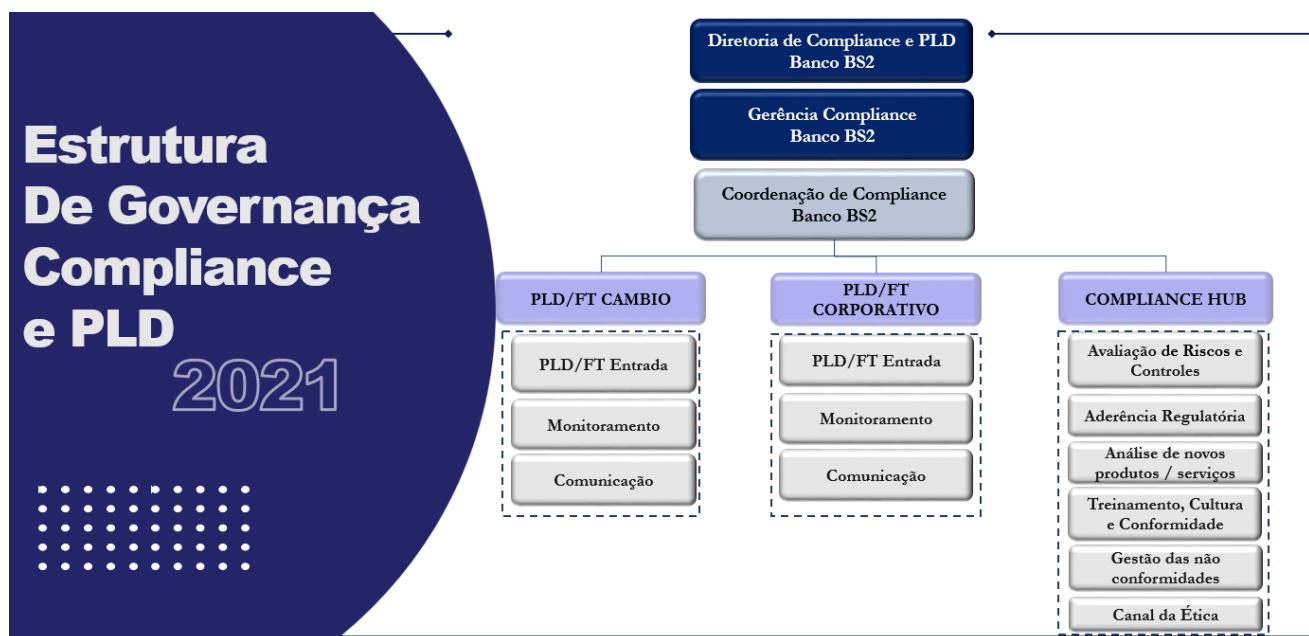 Estrutura
De Governança
Compliance
e PLD
2021
Diretoria de Compliance e PLD
Banco BS2
Gerência Compliance
Banco BS2
Coordenação de Compliance
Banco BS2
PLD/FT CAMBIO
PLD/FT Entrada
Monitoramento
Comunicação
PLD/FT
CORPORATIVO
PLD/FT Entrada
Monitoramento
Comunicação
COMPLIANCE HUB
Avaliação de Riscos e
Controles
Aderência Regulatória
Análise de novos
produtos / serviços
Treinamento, Cultura
e Conformidade
Gestão das não
conformidades
Canal da Ética